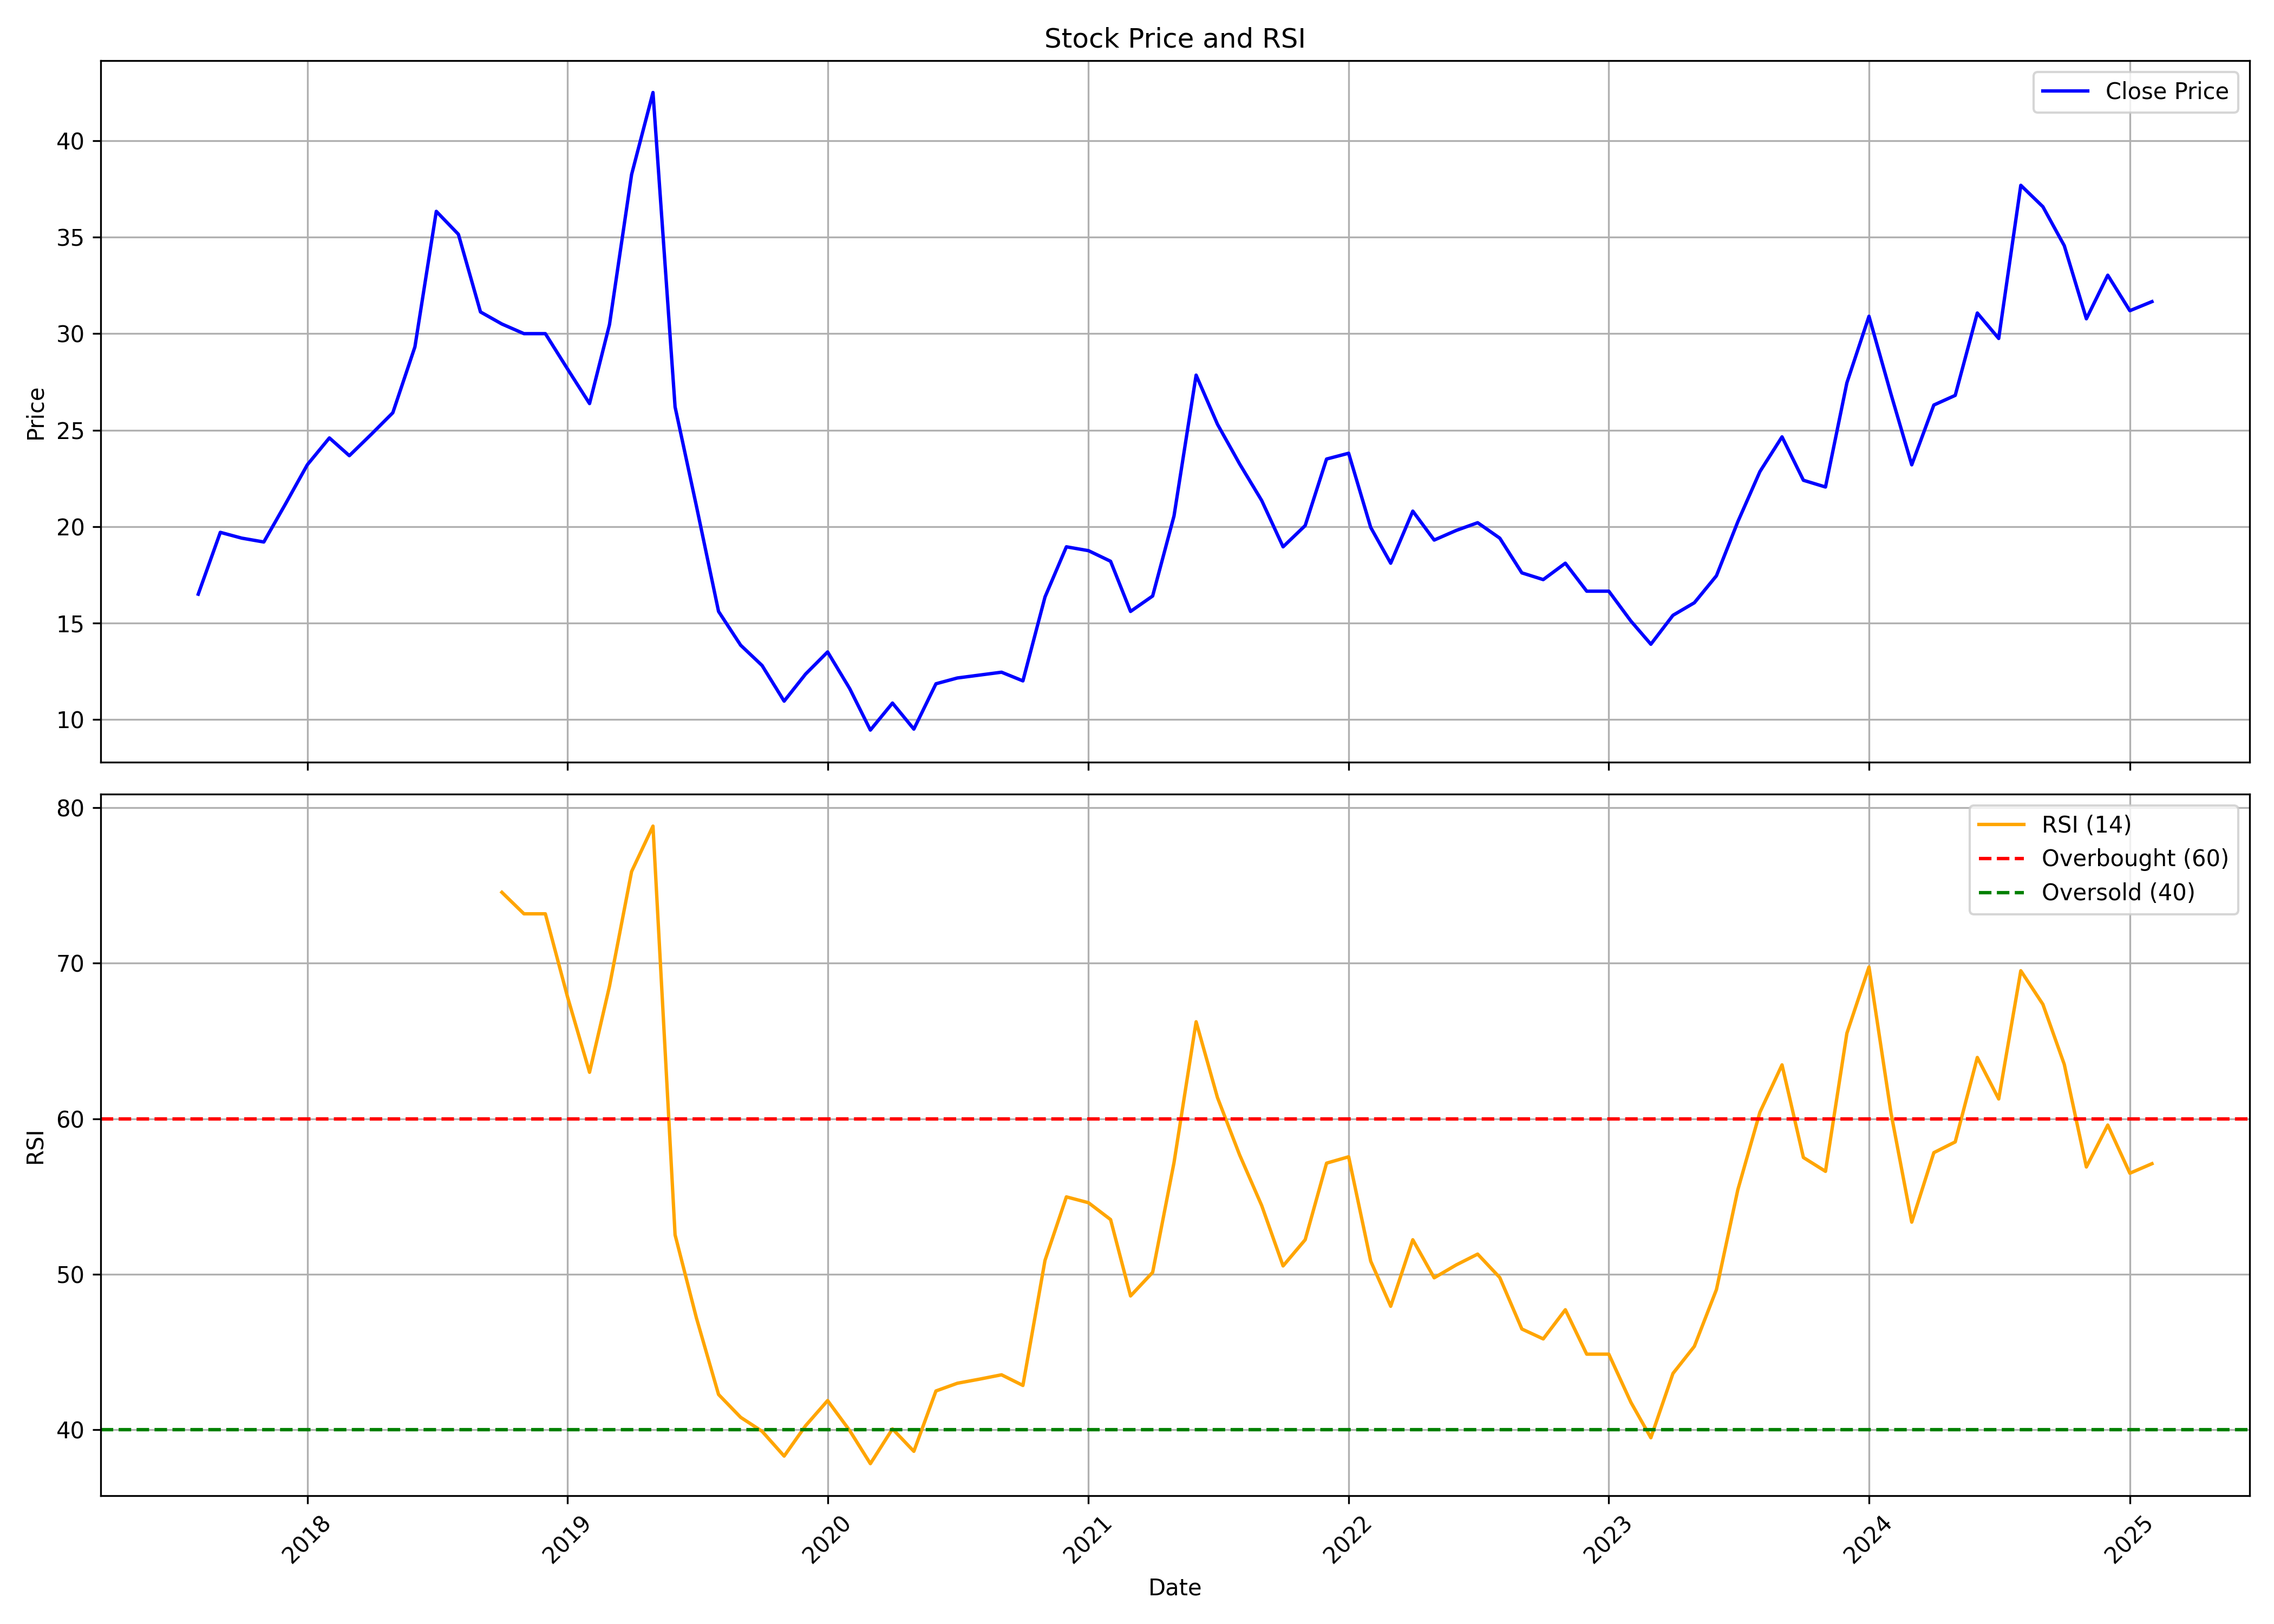 Stock Price and RSI
Close Price
Price
40
35
30
25
20
15
10
RSI (14)
Overbought (60)
Oversold (40)
RSI
80
70
60
50
40
2018
2019
2020
2021
2022
2023
2024
2025
Date